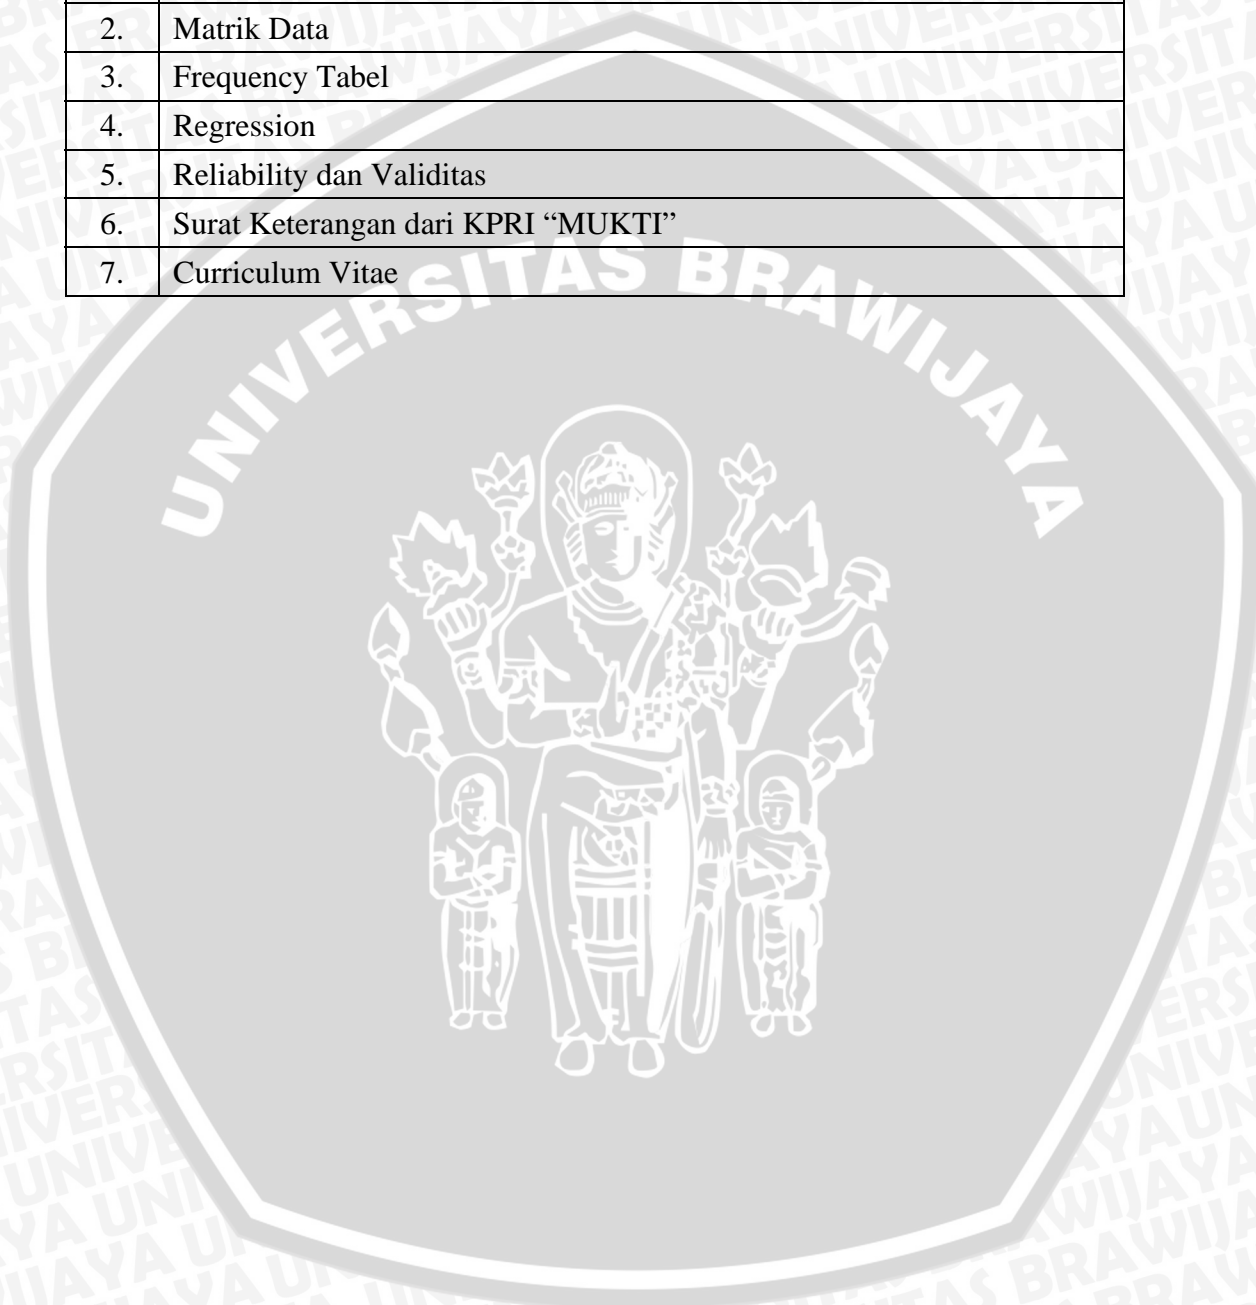 2. Matrik Data
3. Frequency Tabel
4. Regression
5. Reliability dan Validitas
6. Surat Keterangan dari KPRI “MUKTI”
7. Curriculum Vitae
UNIVERSITAS BRAWIJAYA